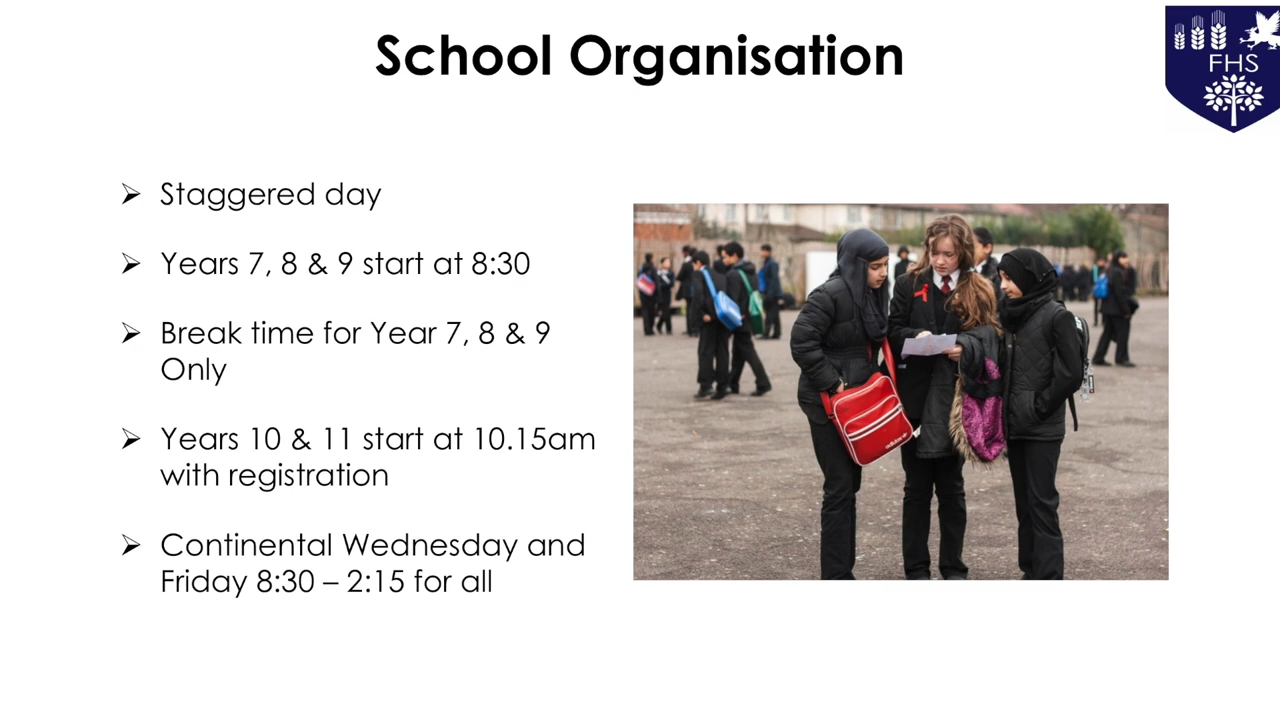 School Organisation
FHS
➢ Staggered day
➢ Years 7, 8 & 9 start at 8:30
➢ Break time for Year 7, 8 & 9
Only
➢ Years 10 & 11 start at 10.15am
with registration
➢ Continental Wednesday and
Friday 8:30 – 2:15 for all
adidas